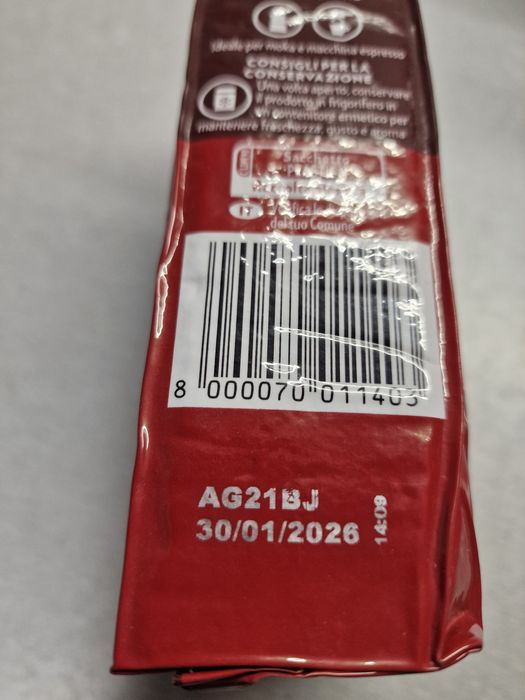 Ideale per moka e macchina espresso
CONSIGLI PER LA
CONSERVAZIONE
Una volta aperto, conservare
il prodotto in frigorifero in
un contenitore ermetico per
mantenere freschezza, gusto e aroma
Sacchetto
del tuo Comune
8 000070 011403
AG21BJ
30/01/2026
14:09